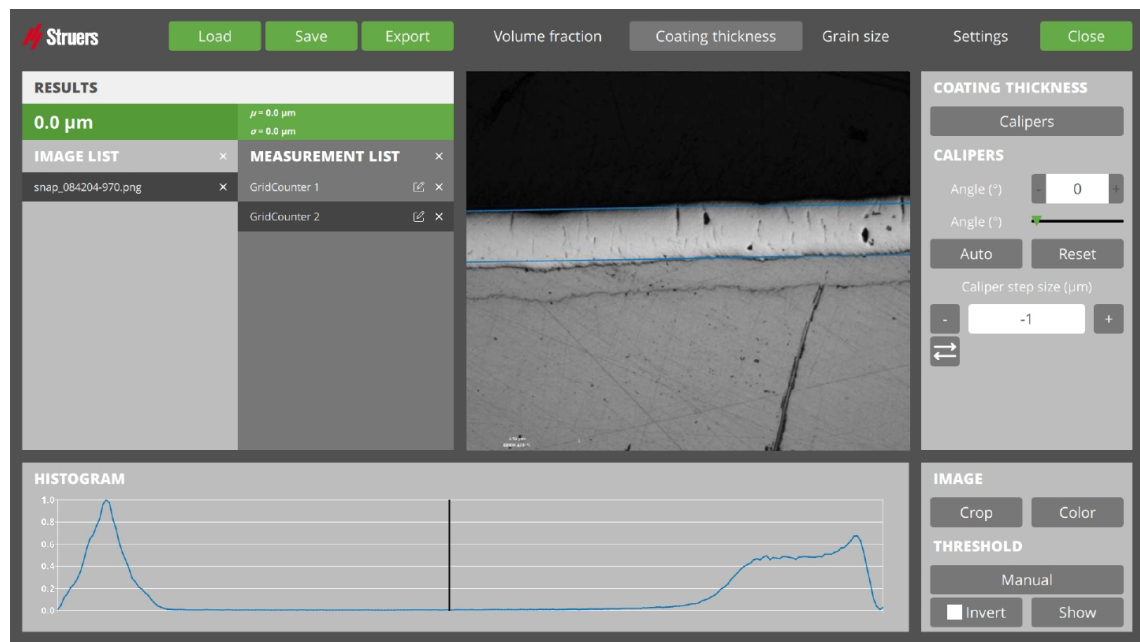 Struers
Load
Save
Export
Volume fraction
Coating thickness
Grain size
Settings
Close
RESULTS
0.0 µm
µ = 0.0 µm
σ = 0.0 µm
IMAGE LIST ×
MEASUREMENT LIST ×
snap_084204-970.png ×
GridCounter 1 ×
GridCounter 2 ×
COATING THICKNESS
Calipers
CALIPERS
Angle (°) - 0 +
Angle (°)
Auto
Reset
Caliper step size (µm)
- -1 +
HISTOGRAM
1.0
0.8
0.6
0.4
0.2
0.0
IMAGE
Crop
Color
THRESHOLD
Manual
Invert
Show